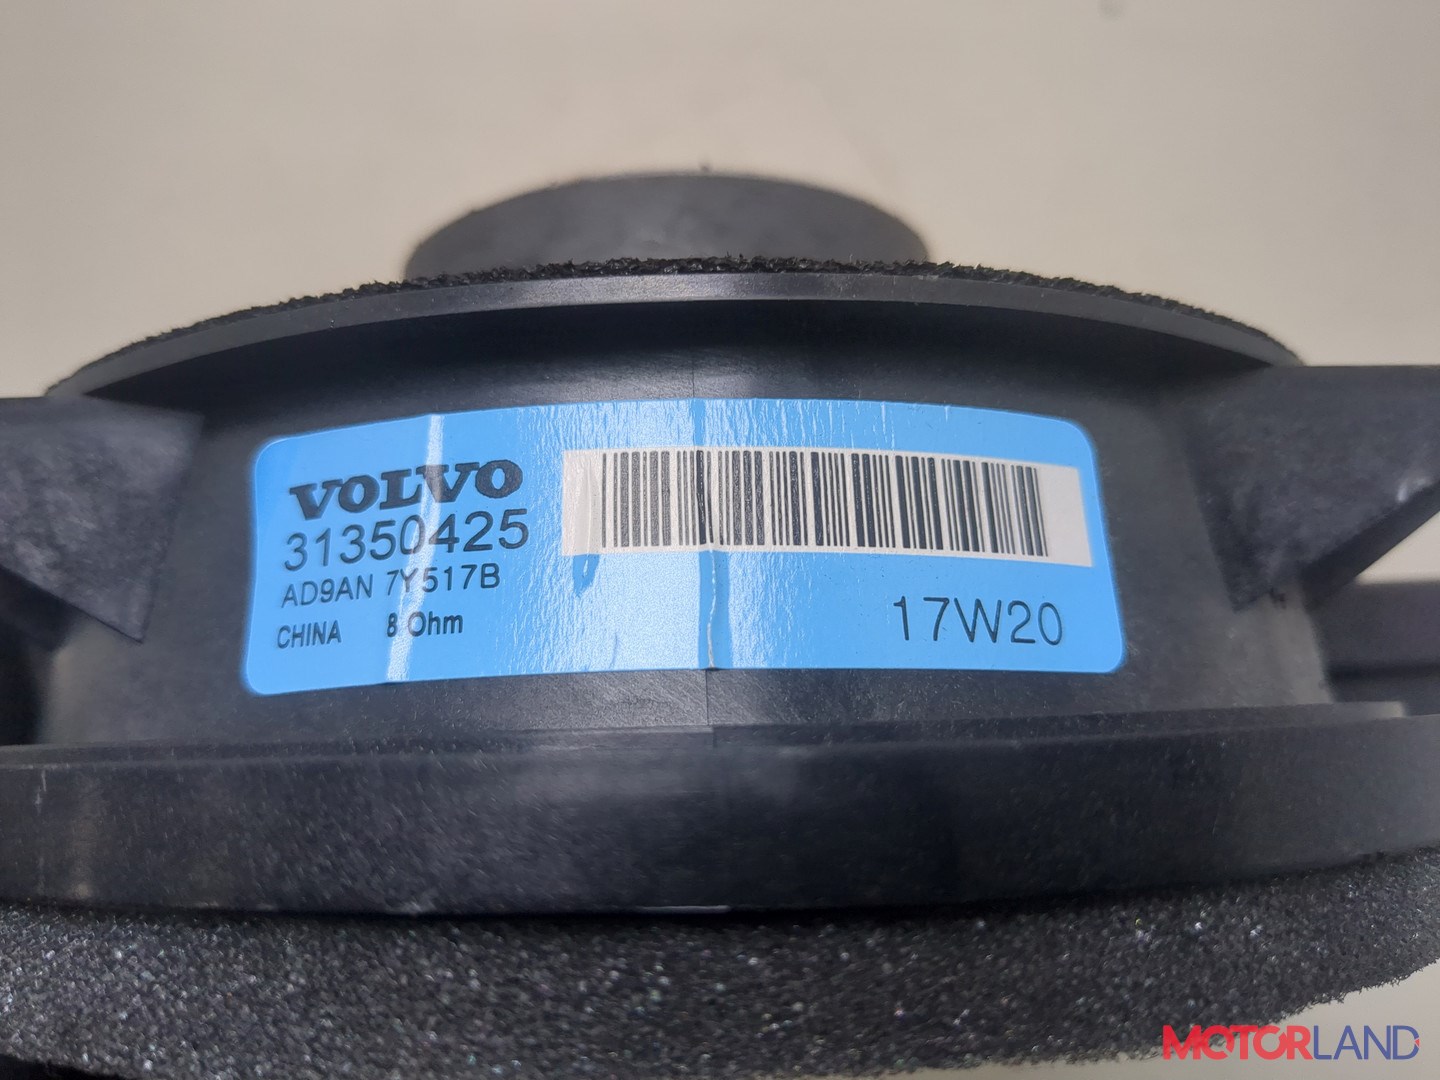 VOLVO
31350425
AD9AN 7Y517B
CHINA 8 Ohm
17W20
MOTORLAND